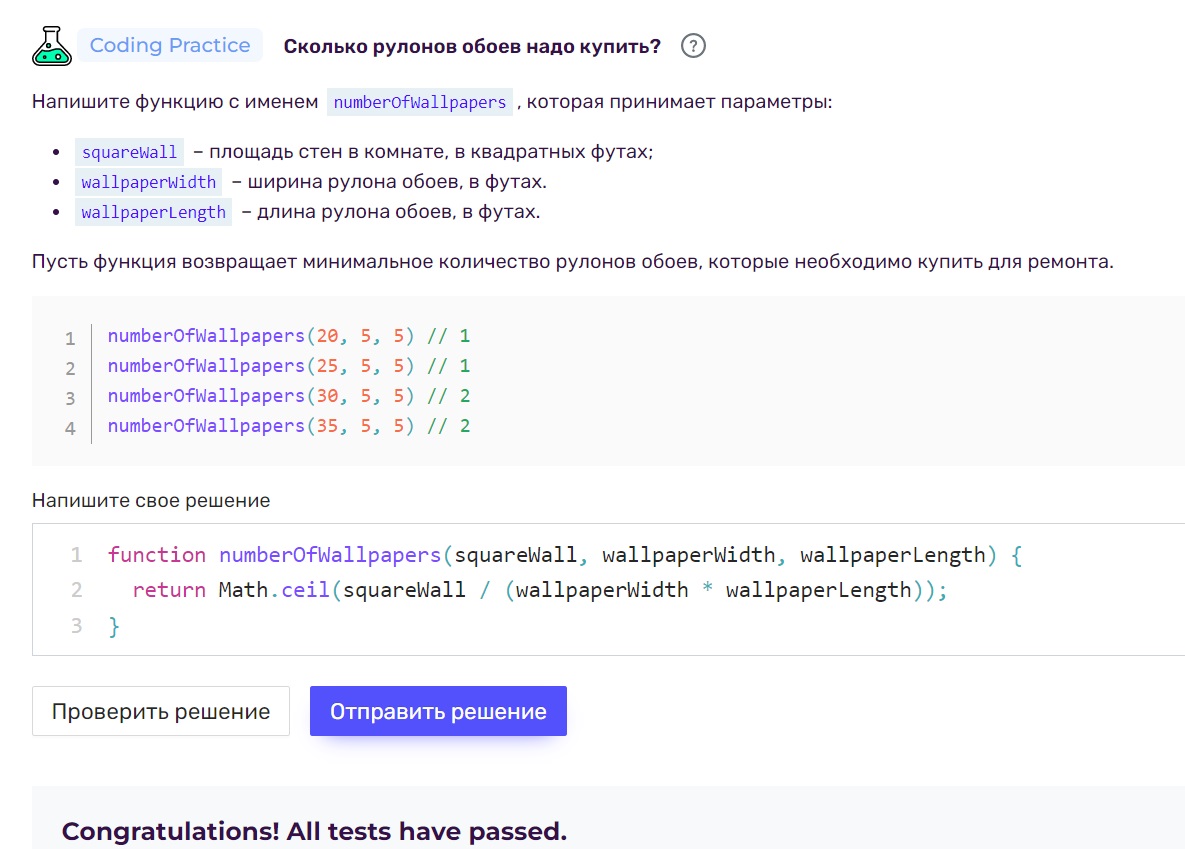 Coding Practice Сколько рулонов обоев надо купить? ?
Напишите функцию с именем numberOfWallpapers , которая принимает параметры:
• squareWall – площадь стен в комнате, в квадратных футах;
• wallpaperWidth – ширина рулона обоев, в футах.
• wallpaperLength – длина рулона обоев, в футах.
Пусть функция возвращает минимальное количество рулонов обоев, которые необходимо купить для ремонта.
1 numberOfWallpapers(20, 5, 5) // 1
2 numberOfWallpapers(25, 5, 5) // 1
3 numberOfWallpapers(30, 5, 5) // 2
4 numberOfWallpapers(35, 5, 5) // 2
Напишите свое решение
1 function numberOfWallpapers(squareWall, wallpaperWidth, wallpaperLength) {
2 return Math.ceil(squareWall / (wallpaperWidth * wallpaperLength));
3 }
Проверить решение Отправить решение
Congratulations! All tests have passed.